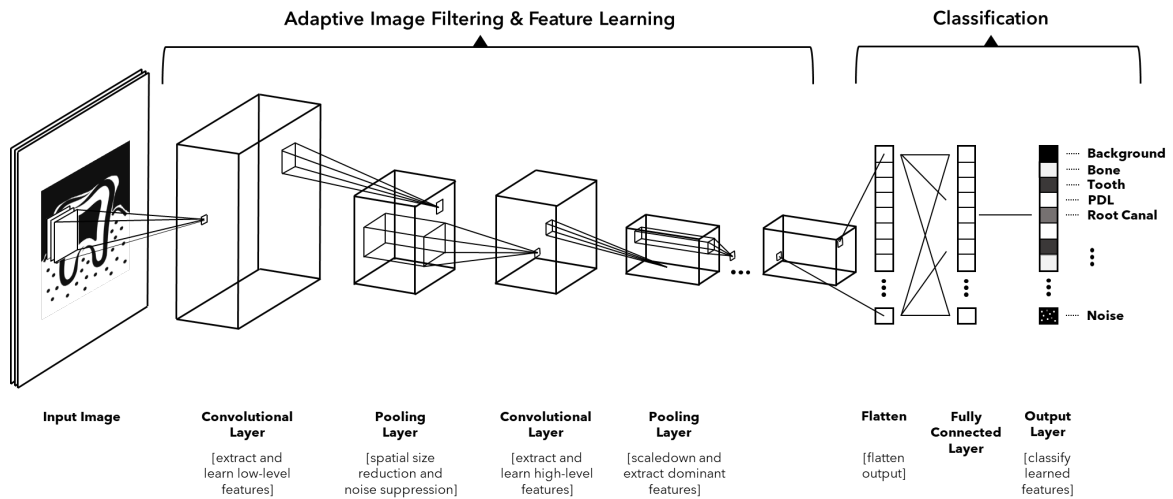 Adaptive Image Filtering & Feature Learning
Classification
Background
Bone
Tooth
PDL
Root Canal
Noise
Input Image
Convolutional
Layer
[extract and
learn low-level
features]
Pooling
Layer
[spatial size
reduction and
noise suppression]
Convolutional
Layer
[extract and
learn high-level
features]
Pooling
Layer
[scaledown and
extract dominant
features]
Flatten
[flatten
output]
Fully
Connected
Layer
Output
Layer
[classify
learned
features]